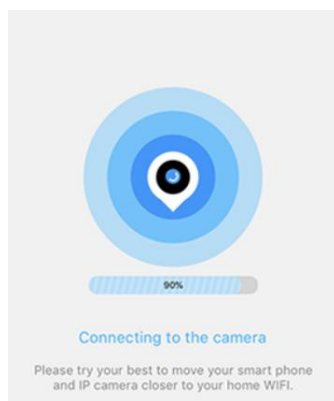 90%
Connecting to the camera
Please try your best to move your smart phone
and IP camera closer to your home WIFI.